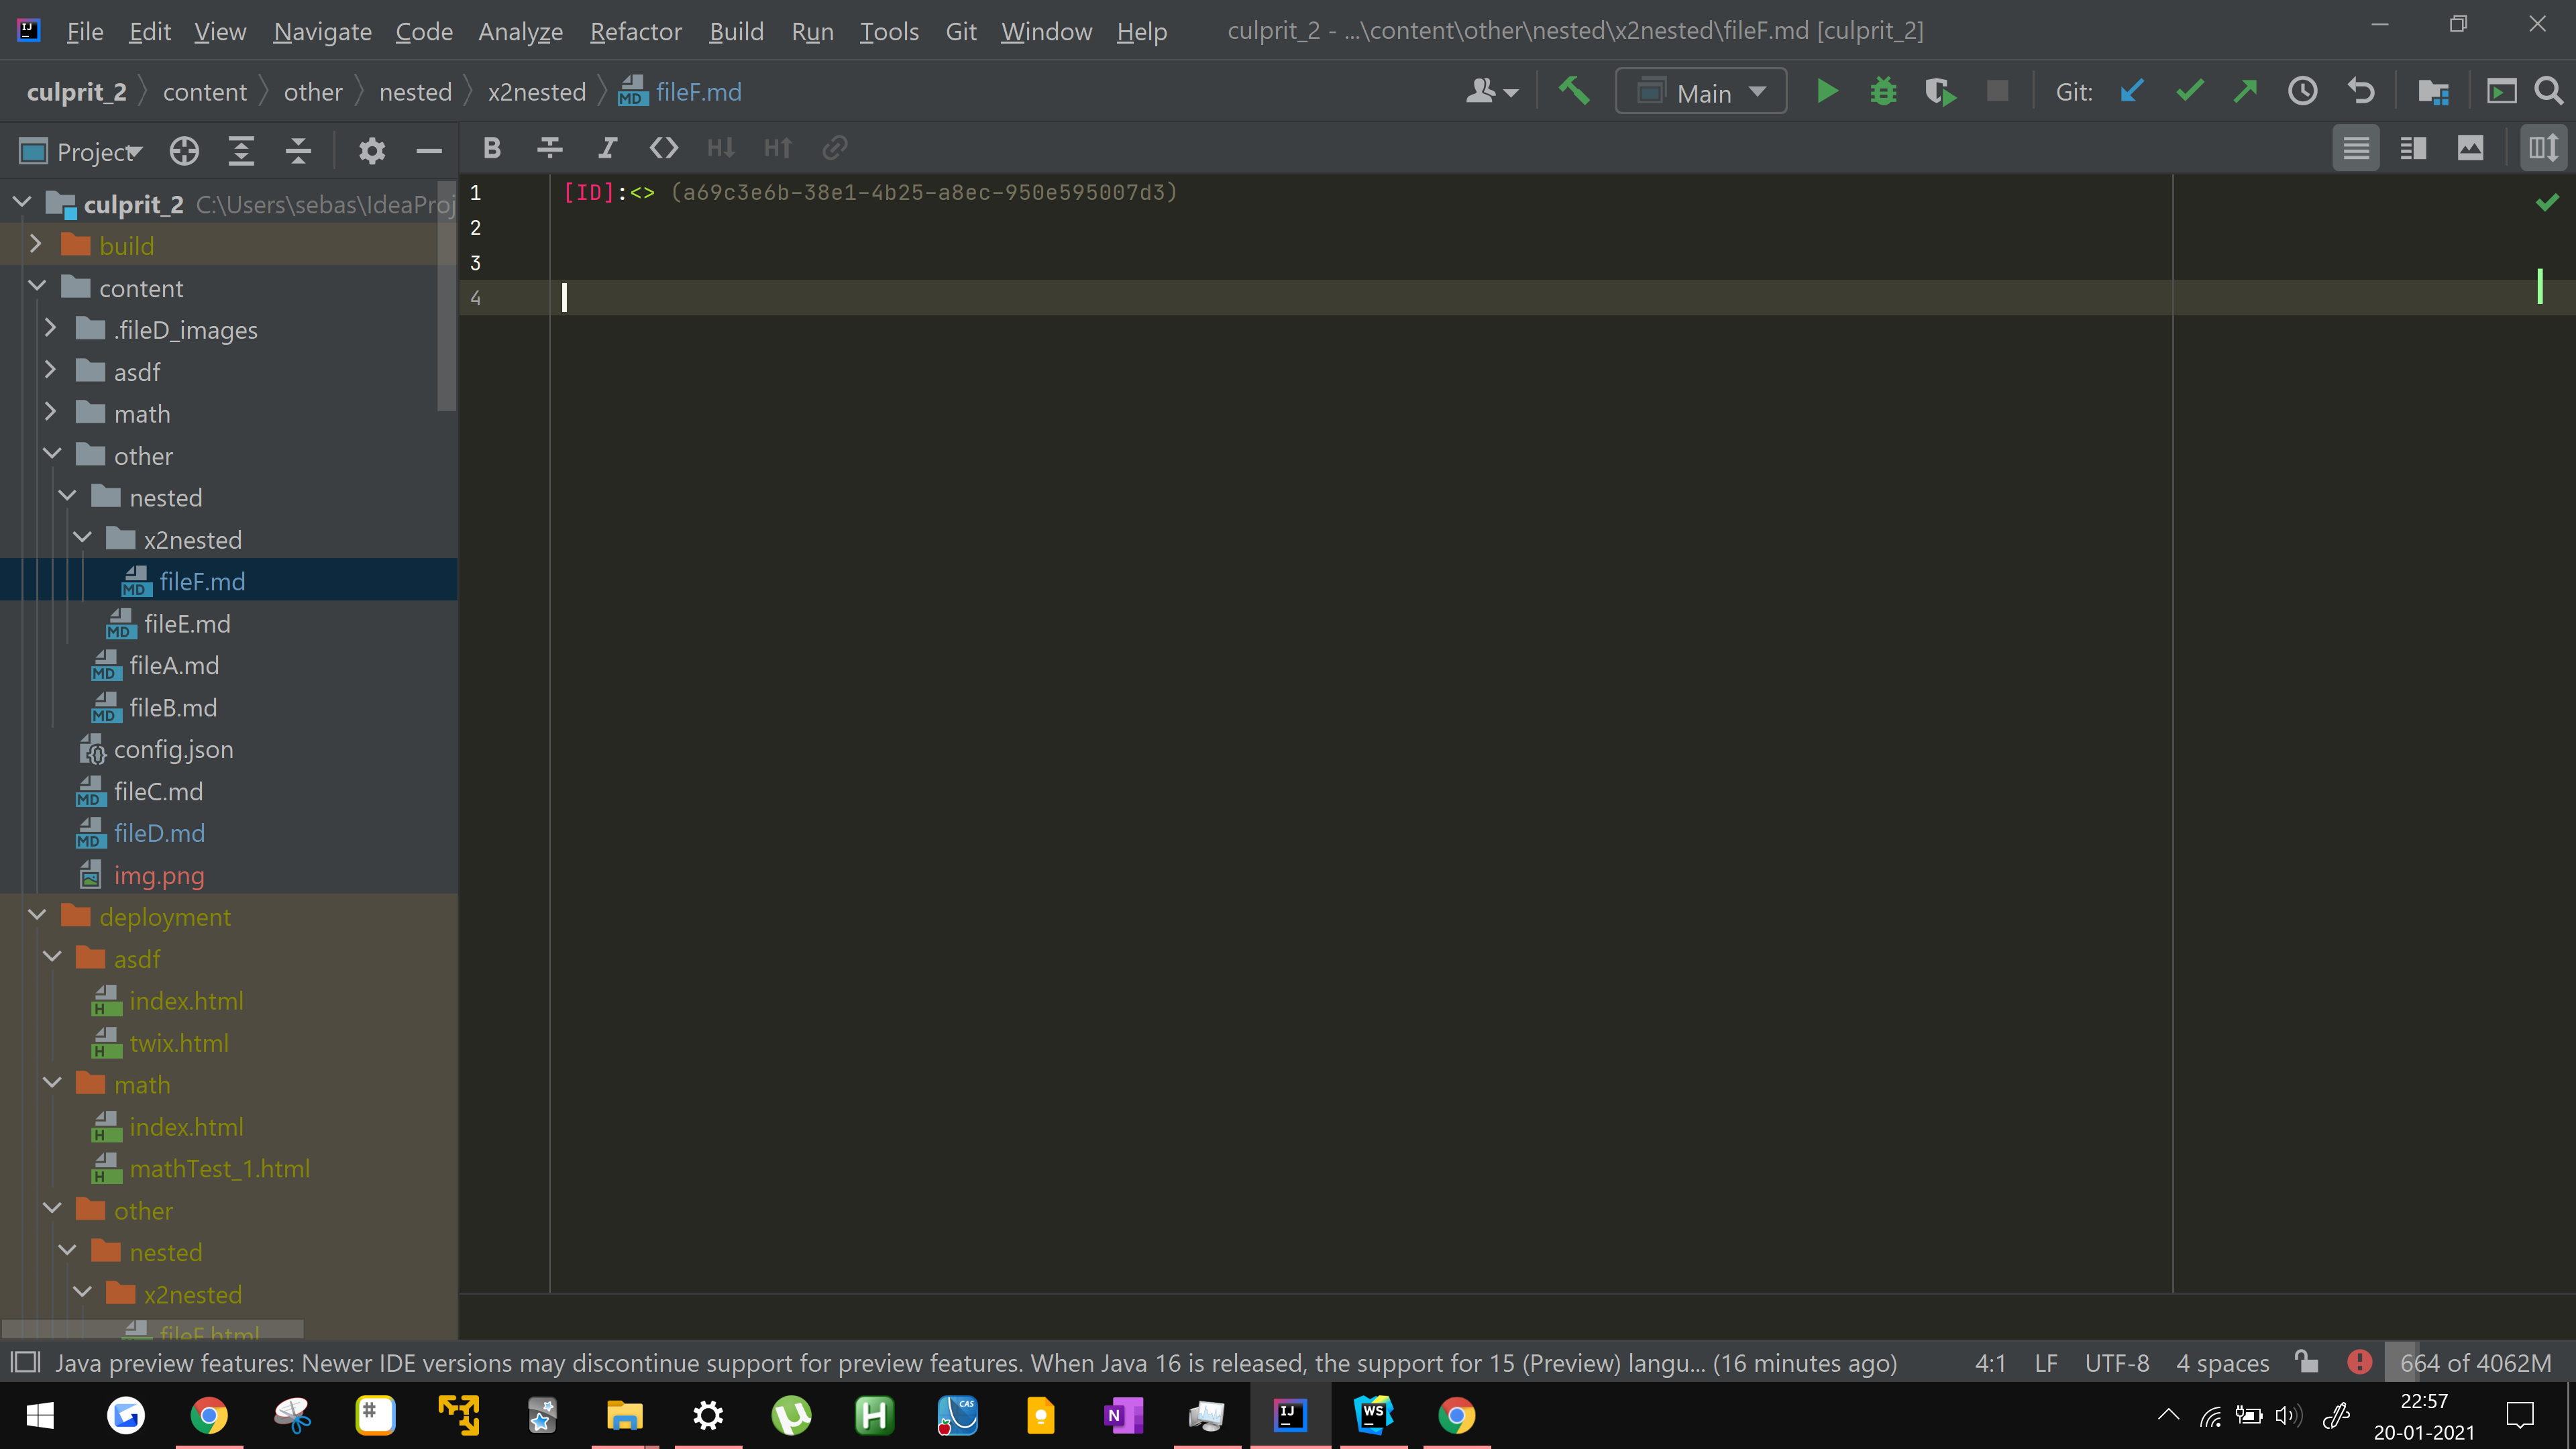 File Edit View Navigate Code Analyze Refactor Build Run Tools Git Window Help culprit_2 - ...\content\other\nested\x2nested\fileF.md [culprit_2]
culprit_2 content other nested x2nested fileF.md Main Git:
Project
culprit_2 C:\Users\sebas\IdeaProj
build
content
.fileD_images
asdf
math
other
nested
x2nested
fileF.md
fileE.md
fileA.md
fileB.md
config.json
fileC.md
fileD.md
img.png
deployment
asdf
index.html
twix.html
math
index.html
mathTest_1.html
other
nested
x2nested
fileF.html
1 [ID]:<> (a69c3e6b-38e1-4b25-a8ec-950e595007d3)
2
3
4
Java preview features: Newer IDE versions may discontinue support for preview features. When Java 16 is released, the support for 15 (Preview) langu... (16 minutes ago) 4:1 LF UTF-8 4 spaces 664 of 4062M
22:57
20-01-2021